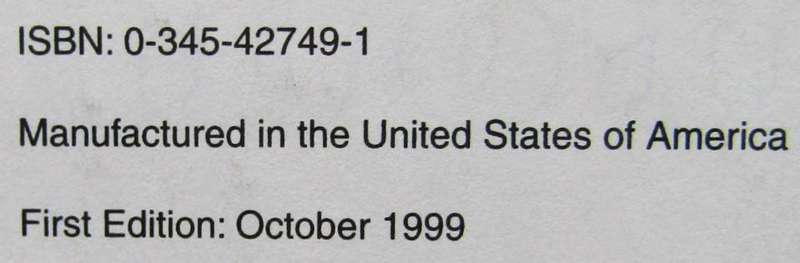 ISBN: 0-345-42749-1
Manufactured in the United States of America
First Edition: October 1999